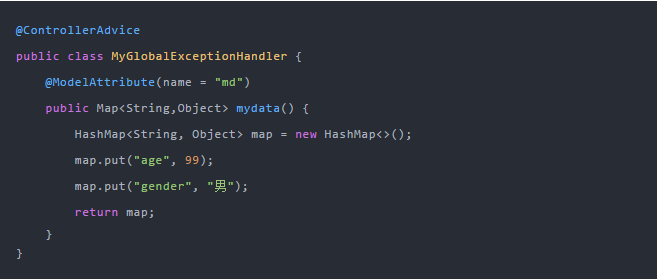 @ControllerAdvice
public class MyGlobalExceptionHandler {
    @ModelAttribute(name = "md")
    public Map<String,Object> mydata() {
        HashMap<String, Object> map = new HashMap<>();
        map.put("age", 99);
        map.put("gender", "男");
        return map;
    }
}